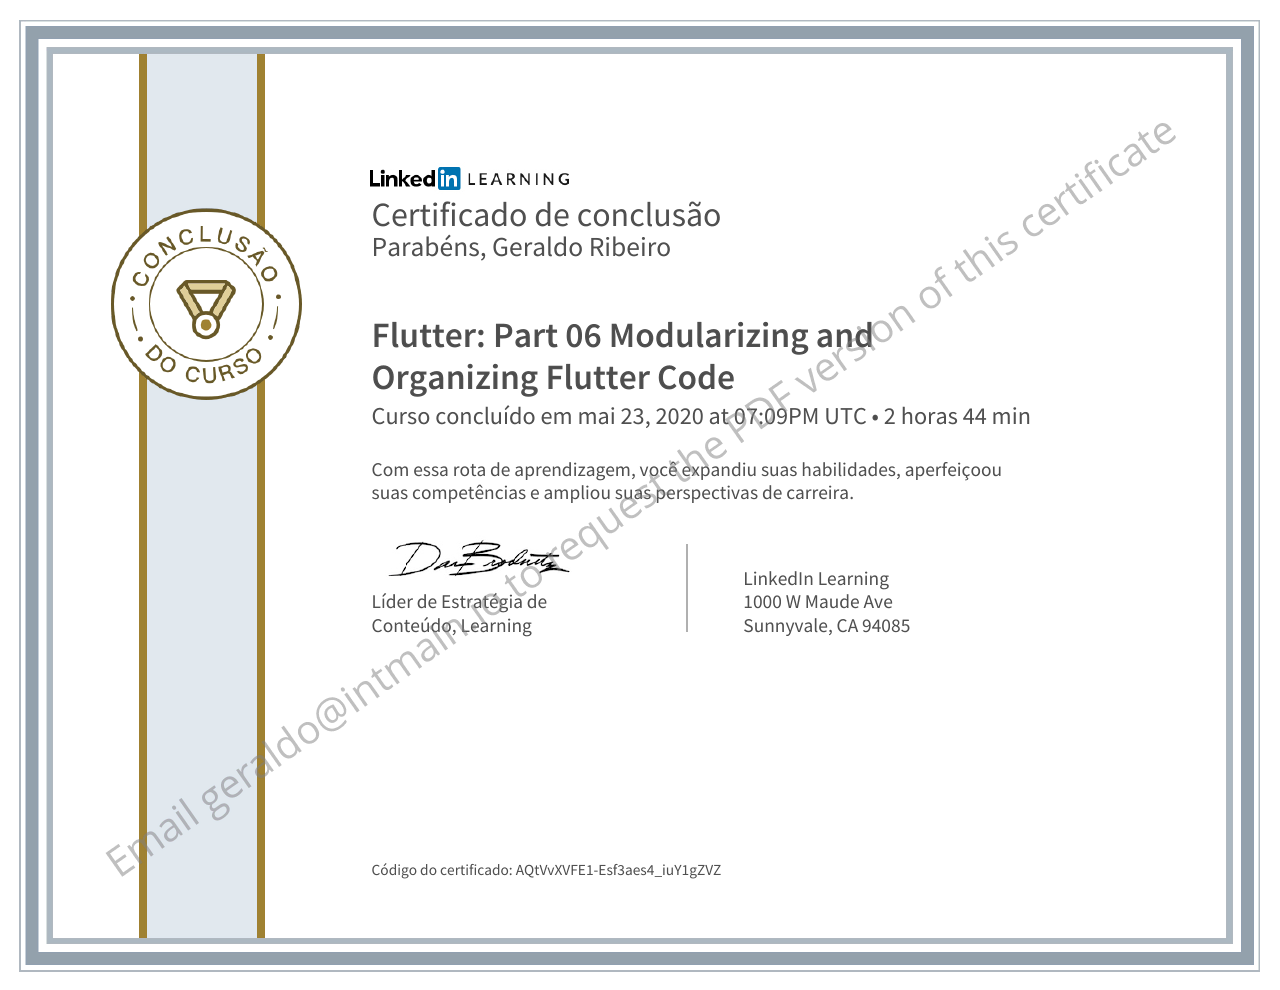 LinkedIn LEARNING
Certificado de conclusão
Parabéns, Geraldo Ribeiro
CONCLUSÃO
DO CURSO
Flutter: Part 06 Modularizing and
Organizing Flutter Code
Curso concluído em mai 23, 2020 at 07:09PM UTC • 2 horas 44 min
Com essa rota de aprendizagem, você expandiu suas habilidades, aperfeiçoou
suas competências e ampliou suas perspectivas de carreira.
Líder de Estratégia de
Conteúdo, Learning
LinkedIn Learning
1000 W Maude Ave
Sunnyvale, CA 94085
Email geraldo@intmain.io to request the PDF version of this certificate
Código do certificado: AQtVvXVFE1-Esf3aes4_iuY1gZVZ